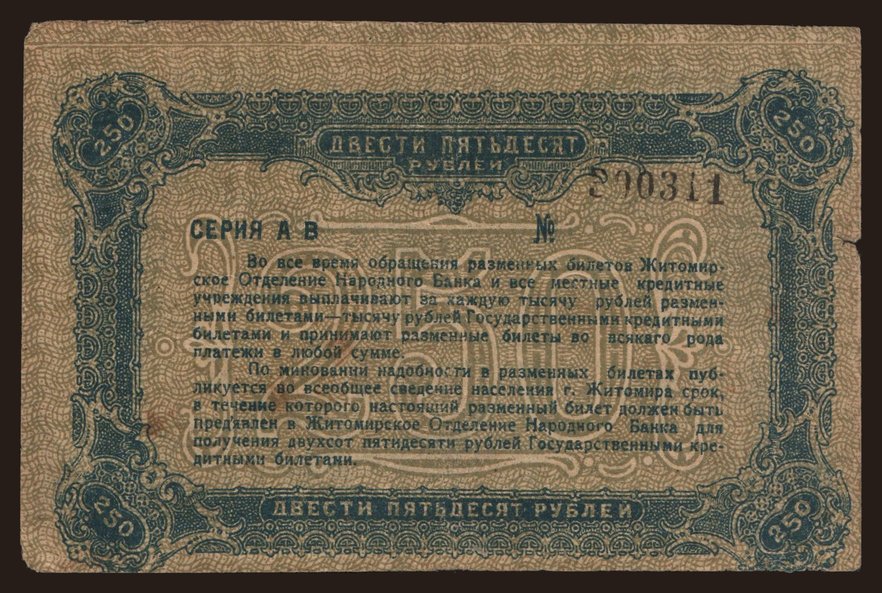 250
250
ДВЕСТИ ПЯТЬДЕСЯТ
РУБЛЕЙ
СЕРИЯ А В №
Во все время обращения разменных билетов Житомир-
ское Отделение Народного Банка и все местные кредитные
учреждения выплачивают за каждую тысячу рублей размен-
ными билетами—тысячу рублей Государственными кредитными
билетами и принимают разменные билеты во всякаго рода
платежи в любой сумме.
По миновании надобности в разменных билетах пуб-
ликуется во всеобщее сведение населения г. Житомира срок,
в течение которого настоящий разменный билет должен быть
предъявлен в Житомирское Отделение Народного Банка для
получения двухсот пятидесяти рублей Государственными кре-
дитными билетами.
250
ДВЕСТИ ПЯТЬДЕСЯТ РУБЛЕЙ
250
250